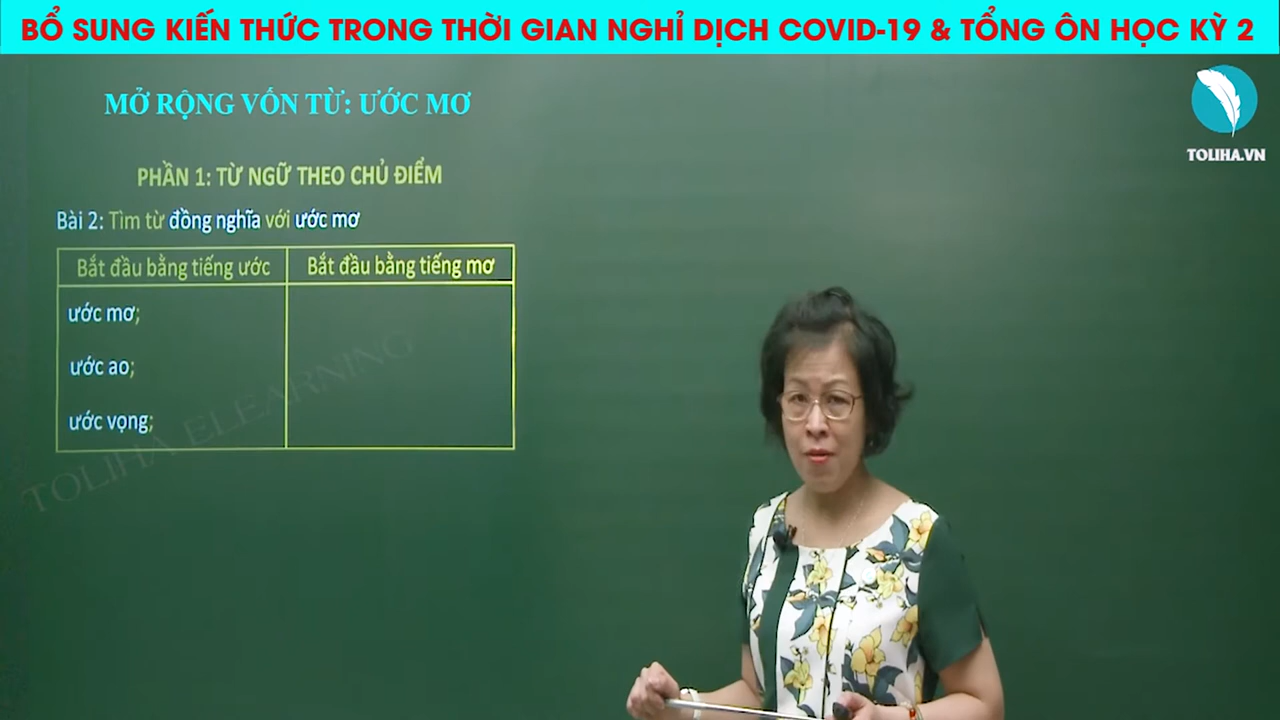 BỔ SUNG KIẾN THỨC TRONG THỜI GIAN NGHỈ DỊCH COVID-19 & TỔNG ÔN HỌC KỲ 2
MỞ RỘNG VỐN TỪ: ƯỚC MƠ
TOLIHA.VN
PHẦN 1: TỪ NGỮ THEO CHỦ ĐIỂM
Bài 2: Tìm từ đồng nghĩa với ước mơ
Bắt đầu bằng tiếng ước
Bắt đầu bằng tiếng mơ
ước mơ;
ước ao;
ước vọng;
TOLIHA ELEARNING